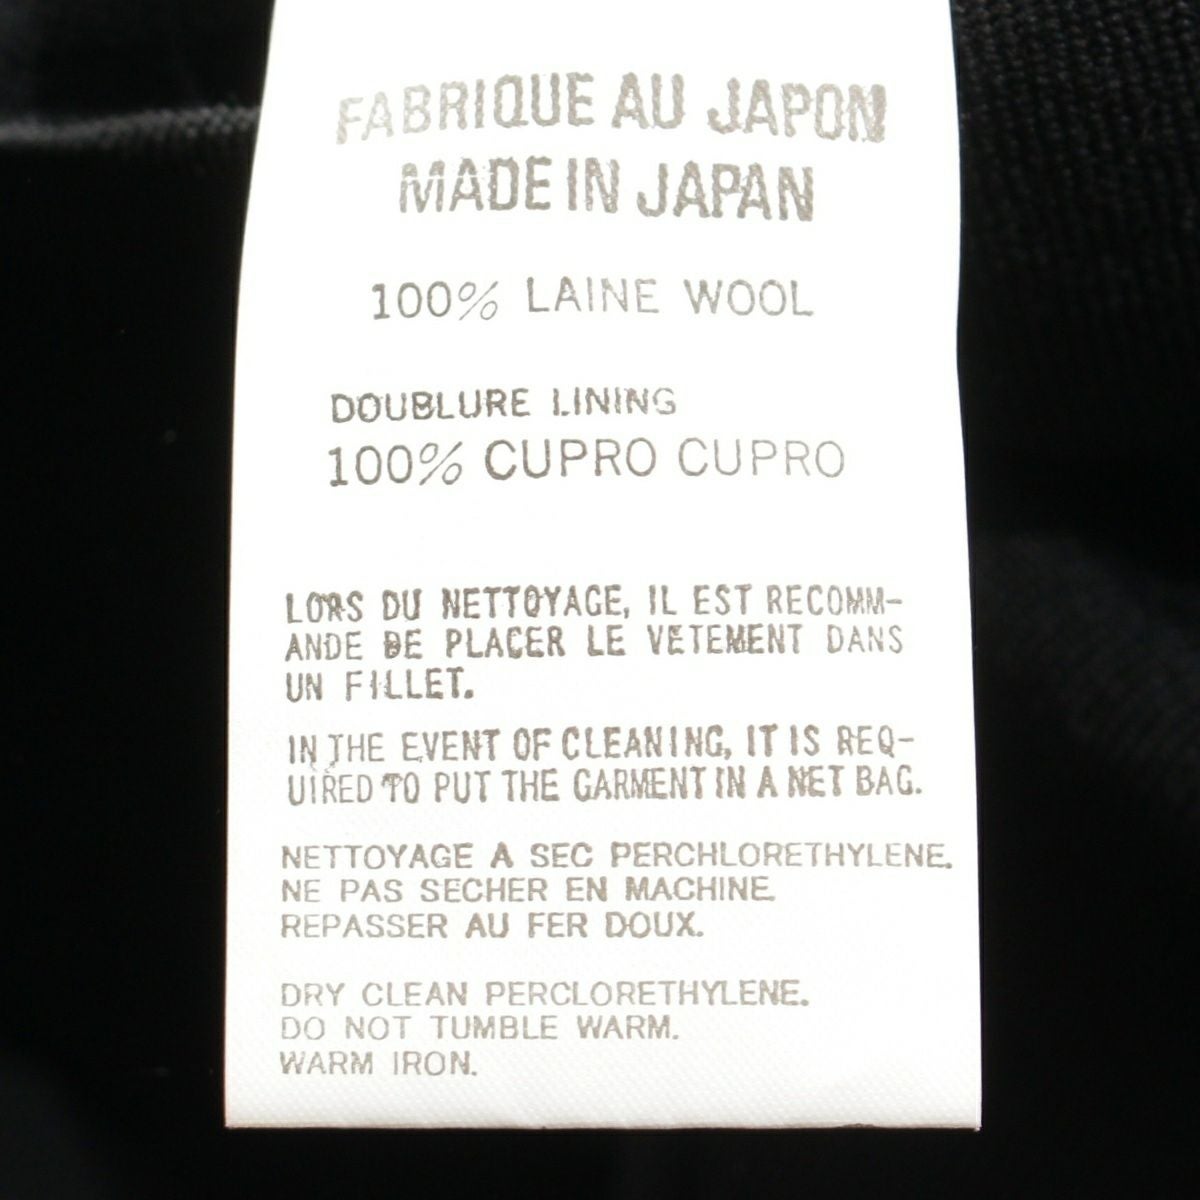 FABRIQUE AU JAPON
MADE IN JAPAN
100% LAINE WOOL
DOUBLURE LINING
100% CUPRO CUPRO
LORS DU NETTOYAGE, IL EST RECOMM-
ANDE DE PLACER LE VETEMENT DANS
UN FILLET.
IN THE EVENT OF CLEANING, IT IS REQ-
UIRED TO PUT THE GARMENT IN A NET BAG.
NETTOYAGE A SEC PERCHLORETHYLENE.
NE PAS SECHER EN MACHINE.
REPASSER AU FER DOUX.
DRY CLEAN PERCLORETHYLENE.
DO NOT TUMBLE WARM.
WARM IRON.